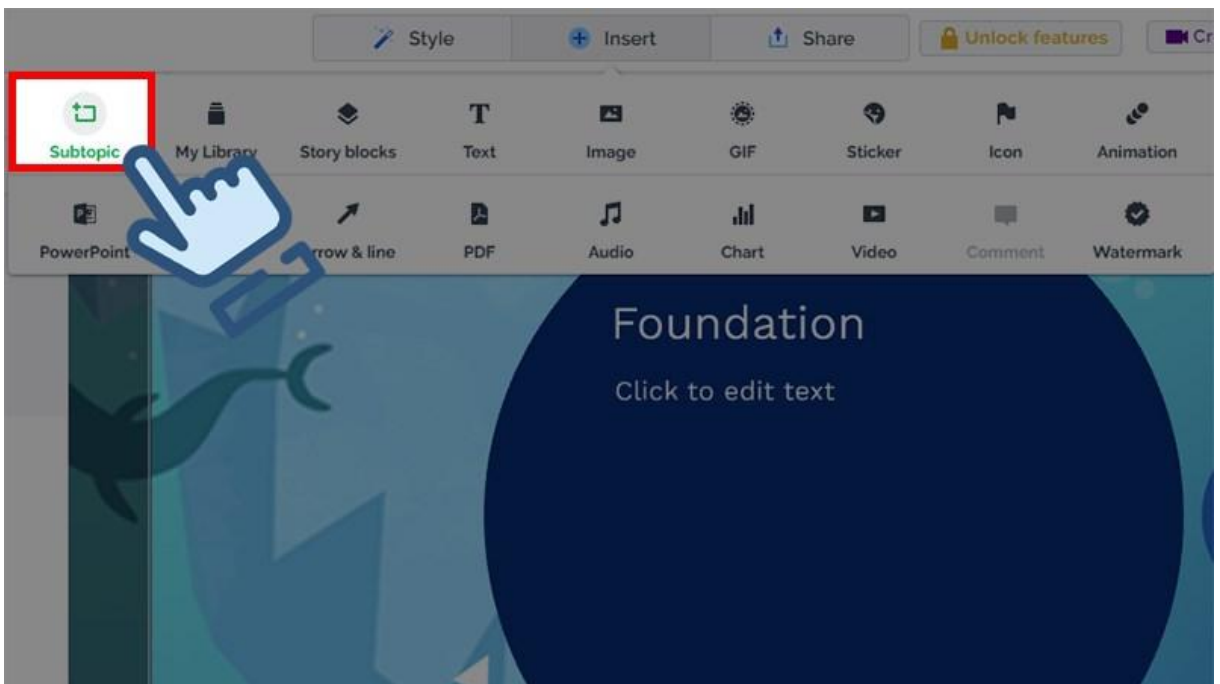 Style Insert Share Unlock features Cr
Subtopic My Library Story blocks Text Image GIF Sticker Icon Animation
PowerPoint rrow & line PDF Audio Chart Video Comment Watermark
Foundation
Click to edit text